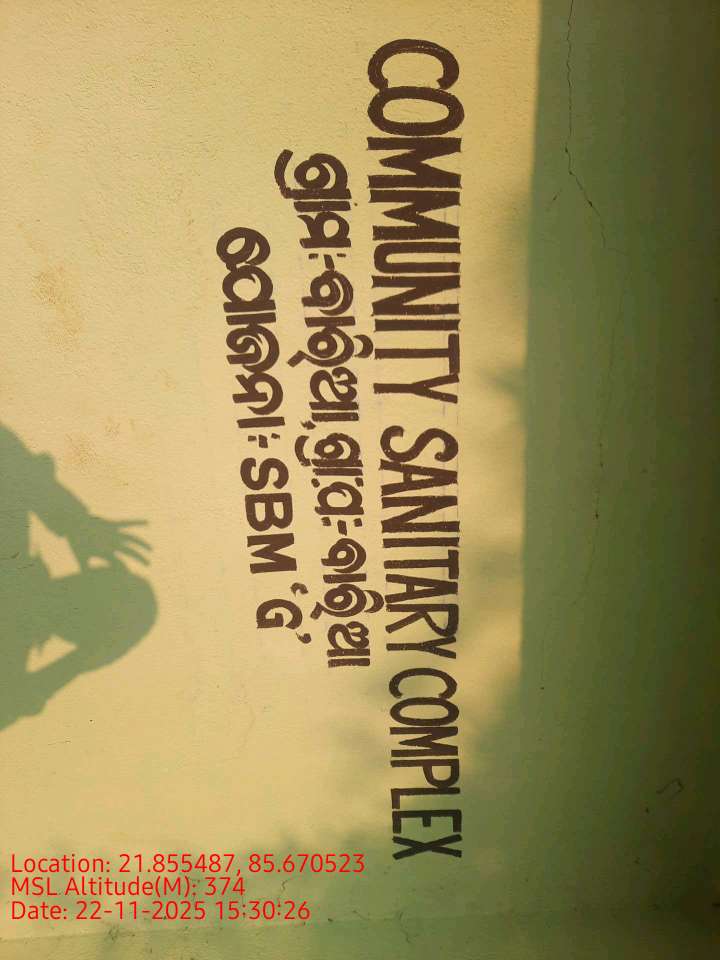 COMMUNITY SANITARY COMPLEX
ଗ୍ରାମ:- ଗ୍ରା.ପ:-
ଯୋଜନା:- SBM 'G'
Location: 21.855487, 85.670523
MSL Altitude(M): 374
Date: 22-11-2025 15:30:26